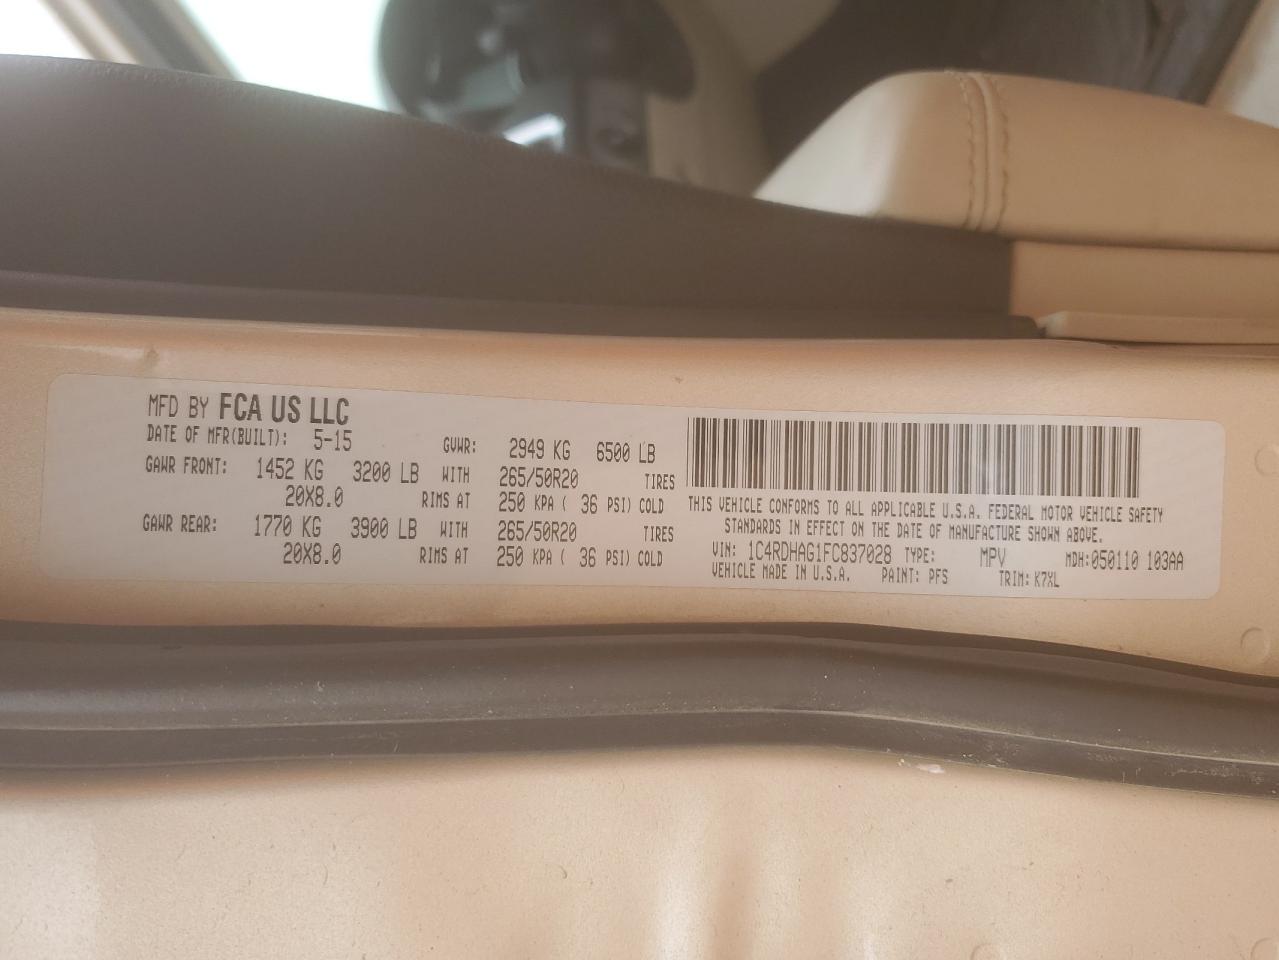 MFD BY FCA US LLC
DATE OF MFR(BUILT): 5-15 GVWR: 2949 KG 6500 LB
GAWR FRONT: 1452 KG 3200 LB WITH 265/50R20 TIRES
20X8.0 RIMS AT 250 KPA ( 36 PSI) COLD
GAWR REAR: 1770 KG 3900 LB WITH 265/50R20 TIRES
20X8.0 RIMS AT 250 KPA ( 36 PSI) COLD
THIS VEHICLE CONFORMS TO ALL APPLICABLE U.S.A. FEDERAL MOTOR VEHICLE SAFETY
STANDARDS IN EFFECT ON THE DATE OF MANUFACTURE SHOWN ABOVE.
VIN: 1C4RDHAG1FC837028 TYPE: MPV MDH:050110 103AA
VEHICLE MADE IN U.S.A. PAINT: PFS TRIM: K7XL